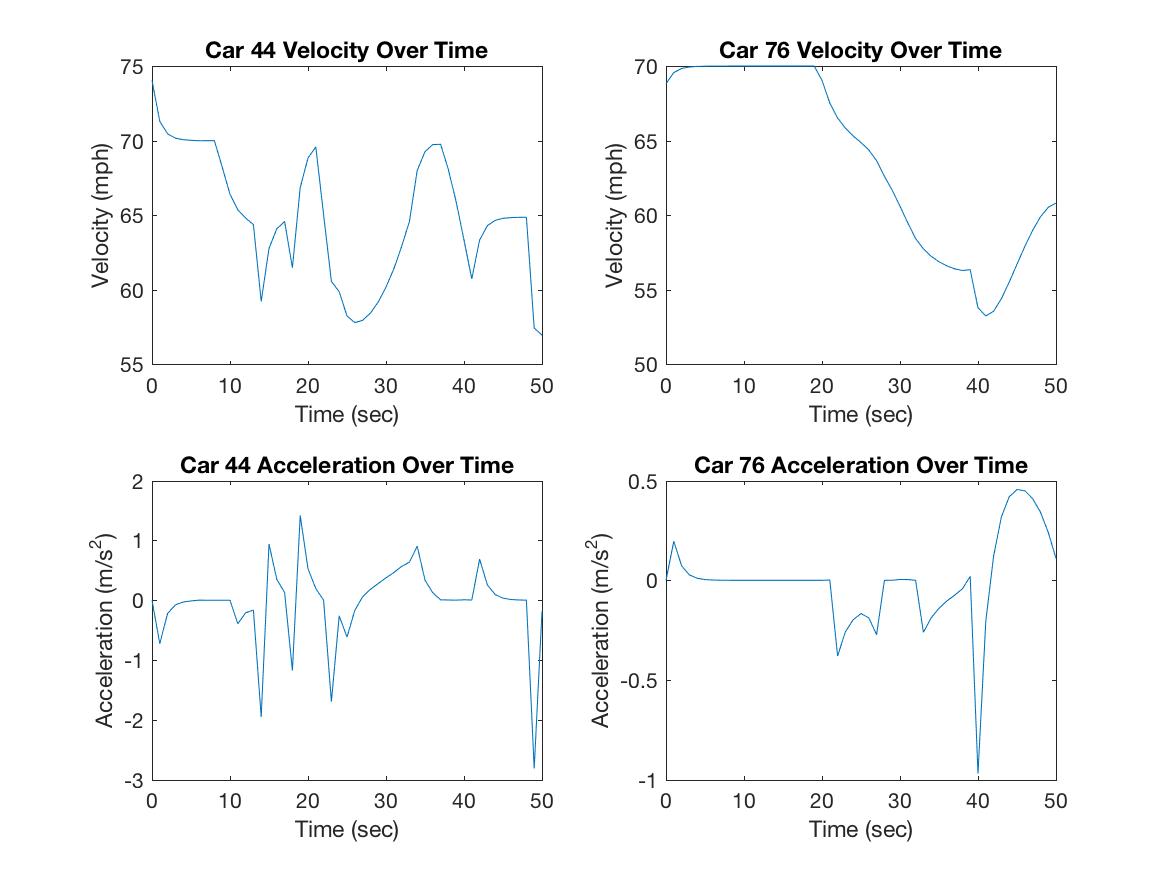 Car 44 Velocity Over Time
Velocity (mph)
75
70
65
60
55
0 10 20 30 40 50
Time (sec)
Car 76 Velocity Over Time
Velocity (mph)
70
65
60
55
50
0 10 20 30 40 50
Time (sec)
Car 44 Acceleration Over Time
Acceleration (m/s²)
2
1
0
-1
-2
-3
0 10 20 30 40 50
Time (sec)
Car 76 Acceleration Over Time
Acceleration (m/s²)
0.5
0
-0.5
-1
0 10 20 30 40 50
Time (sec)